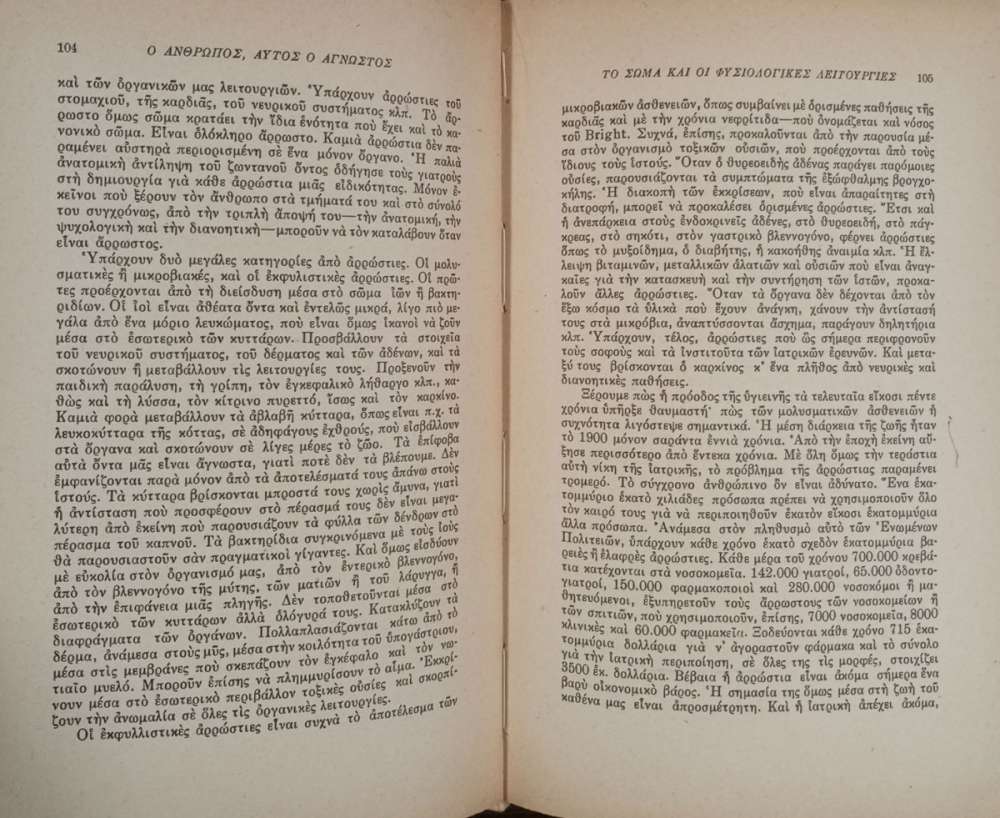 104
Ο ΑΝΘΡΩΠΟΣ, ΑΥΤΟΣ Ο ΑΓΝΩΣΤΟΣ
καὶ τῶν ὀργανικῶν μας λειτουργιῶν. Ὑπάρχουν ἀρρώστιες τοῦ
στομαχιοῦ, τῆς καρδιᾶς, τοῦ νευρικοῦ συστήματος κλπ. Τὸ ἄρ-
ρωστο ὅμως σῶμα κρατάει τὴν ἴδια ἑνότητα ποὺ ἔχει καὶ τὸ κα-
νονικὸ σῶμα. Εἶναι ὁλόκληρο ἄρρωστο. Καμιὰ ἀρρώστια δὲν πα-
ραμένει αὐστηρὰ περιορισμένη σὲ ἕνα μόνον ὄργανο. Ἡ παλιὰ
ἀνατομικὴ ἀντίληψη τοῦ ζωντανοῦ ὄντος ὁδήγησε τοὺς γιατροὺς
στὴ δημιουργία γιὰ κάθε ἀρρώστια μιᾶς εἰδικότητας. Μόνον ἐ-
κεῖνοι ποὺ ξέρουν τὸν ἄνθρωπο στὰ τμήματά του καὶ στὸ σύνολό
του συγχρόνως, ἀπὸ τὴν τριπλὴ ἄποψή του—τὴν ἀνατομική, τὴν
ψυχολογικὴ καὶ τὴν διανοητικὴ—μποροῦν νὰ τὸν καταλάβουν ὅταν
εἶναι ἄρρωστος.
Ὑπάρχουν δυὸ μεγάλες κατηγορίες ἀπὸ ἀρρώστιες. Οἱ μολυ-
σματικὲς ἢ μικροβιακές, καὶ οἱ ἐκφυλιστικὲς ἀρρώστιες. Οἱ πρῶ-
τες προέρχονται ἀπὸ τὴ διείσδυση μέσα στὸ σῶμα ἰῶν ἢ βακτη-
ριδίων. Οἱ ἰοὶ εἶναι ἀθέατα ὄντα καὶ ἐντελῶς μικρά, λίγο πιὸ με-
γάλα ἀπὸ ἕνα μόριο λευκώματος, ποὺ εἶναι ὅμως ἱκανοὶ νὰ ζοῦν
μέσα στὸ ἐσωτερικὸ τῶν κυττάρων. Προσβάλλουν τὰ στοιχεῖα
τοῦ νευρικοῦ συστήματος, τοῦ δέρματος καὶ τῶν ἀδένων, καὶ τὰ
σκοτώνουν ἢ μεταβάλλουν τὶς λειτουργίες τους. Προξενοῦν τὴν
παιδικὴ παράλυση, τὴ γρίπη, τὸν ἐγκεφαλικὸ λήθαργο κλπ., κα-
θὼς καὶ τὴ λύσσα, τὸν κίτρινο πυρεττό, ἴσως καὶ τὸν καρκίνο.
Καμιὰ φορὰ μεταβάλλουν τὰ ἀβλαβῆ κύτταρα, ὅπως εἶναι π.χ. τὰ
λευκοκύτταρα τῆς κόττας, σὲ ἀδηφάγους ἐχθρούς, ποὺ εἰσβάλλουν
στὰ ὄργανα καὶ σκοτώνουν σὲ λίγες μέρες τὸ ζῶο. Τὰ ἐπίφοβα
αὐτὰ ὄντα μᾶς εἶναι ἄγνωστα, γιατὶ ποτὲ δὲν τὰ βλέπουμε. Δὲν
ἐμφανίζονται παρὰ μόνον ἀπὸ τὰ ἀποτελέσματά τους ἀπάνω στοὺς
ἱστούς. Τὰ κύτταρα βρίσκονται μπροστά τους χωρὶς ἄμυνα, γιατὶ
ἡ ἀντίσταση ποὺ προσφέρουν στὸ πέρασμά τους δὲν εἶναι μεγα-
λύτερη ἀπὸ ἐκείνη ποὺ παρουσιάζουν τὰ φύλλα τῶν δένδρων στὸ
πέρασμα τοῦ καπνοῦ. Τὰ βακτηρίδια συγκρινόμενα μὲ τοὺς ἰοὺς
θὰ παρουσιαστοῦν σὰν πραγματικοὶ γίγαντες. Καὶ ὅμως εἰσδύουν
μὲ εὐκολία στὸν ὀργανισμό μας, ἀπὸ τὸν ἐντερικὸ βλεννογόνο,
ἀπὸ τὸν βλεννογόνο τῆς μύτης, τῶν ματιῶν ἢ τοῦ λάρυγγα, ἢ
ἀπὸ τὴν ἐπιφάνεια μιᾶς πληγῆς. Δὲν τοποθετοῦνται μέσα στὸ
ἐσωτερικὸ τῶν κυττάρων ἀλλὰ ὁλόγυρά τους. Κατακλύζουν τὰ
διαφράγματα τῶν ὀργάνων. Πολλαπλασιάζονται κάτω ἀπὸ τὸ
δέρμα, ἀνάμεσα στοὺς μῦς, μέσα στὴν κοιλότητα τοῦ ὑπογάστριου,
μέσα στὶς μεμβράνες ποὺ σκεπάζουν τὸν ἐγκέφαλο καὶ τὸν νω-
τιαῖο μυελό. Μποροῦν ἐπίσης νὰ πλημμυρίσουν τὸ αἷμα. Ἐκκρί-
νουν μέσα στὸ ἐσωτερικὸ περιβάλλον τοξικὲς οὐσίες καὶ σκορπί-
ζουν τὴν ἀνωμαλία σὲ ὅλες τὶς ὀργανικὲς λειτουργίες.
Οἱ ἐκφυλλιστικὲς ἀρρώστιες εἶναι συχνὰ τὸ ἀποτέλεσμα τῶν
ΤΟ ΣΩΜΑ ΚΑΙ ΟΙ ΦΥΣΙΟΛΟΓΙΚΕΣ ΛΕΙΤΟΥΡΓΙΕΣ 105
μικροβιακῶν ἀσθενειῶν, ὅπως συμβαίνει μὲ ὁρισμένες παθήσεις τῆς
καρδιᾶς καὶ μὲ τὴν χρόνια νεφρίτιδα—ποὺ ὀνομάζεται καὶ νόσος
τοῦ Bright. Συχνά, ἐπίσης, προκαλοῦνται ἀπὸ τὴν παρουσία μέ-
σα στὸν ὀργανισμὸ τοξικῶν οὐσιῶν, ποὺ προέρχονται ἀπὸ τοὺς
ἴδιους τοὺς ἱστούς. Ὅταν ὁ θυρεοειδὴς ἀδένας παράγει παρόμοιες
οὐσίες, παρουσιάζονται τὰ συμπτώματα τῆς ἐξώφθαλμης βρογχο-
κήλης. Ἡ διακοπὴ τῶν ἐκκρίσεων, ποὺ εἶναι ἀπαραίτητες στὴ
διατροφή, μπορεῖ νὰ προκαλέσει ὁρισμένες ἀρρώστιες. Ἔτσι καὶ
ἡ ἀνεπάρκεια στοὺς ἐνδοκρινεῖς ἀδένες, στὸ θυρεοειδῆ, στὸ πάγ-
κρεας, στὸ σηκότι, στὸν γαστρικὸ βλεννογόνο, φέρνει ἀρρώστιες
ὅπως τὸ μυξοίδημα, ὁ διαβήτης, ἡ κακοήθης ἀναιμία κλπ. Ἡ ἔλ-
λειψη βιταμινῶν, μεταλλικῶν ἁλατιῶν καὶ οὐσιῶν ποὺ εἶναι ἀναγ-
καῖες γιὰ τὴν κατασκευὴ καὶ τὴν συντήρηση τῶν ἱστῶν, προκα-
λοῦν ἄλλες ἀρρώστιες. Ὅταν τὰ ὄργανα δὲν δέχονται ἀπὸ τὸν
ἔξω κόσμο τὰ ὑλικὰ ποὺ ἔχουν ἀνάγκη, χάνουν τὴν ἀντίστασή
τους στὰ μικρόβια, ἀναπτύσσονται ἄσχημα, παράγουν δηλητήρια
κλπ. Ὑπάρχουν, τέλος, ἀρρώστιες ποὺ ὣς σήμερα περιφρονοῦν
τοὺς σοφοὺς καὶ τὰ ἰνστιτοῦτα τῶν ἰατρικῶν ἐρευνῶν. Καὶ μετα-
ξύ τους βρίσκονται ὁ καρκίνος κ' ἕνα πλῆθος ἀπὸ νευρικὲς καὶ
διανοητικὲς παθήσεις.
Ξέρουμε πὼς ἡ πρόοδος τῆς ὑγιεινῆς τὰ τελευταῖα εἴκοσι πέντε
χρόνια ὑπῆρξε θαυμαστή· πὼς τῶν μολυσματικῶν ἀσθενειῶν ἡ
συχνότητα λιγόστεψε σημαντικά. Ἡ μέση διάρκεια τῆς ζωῆς ἦταν
τὸ 1900 μόνον σαράντα ἐννιὰ χρόνια. Ἀπὸ τὴν ἐποχὴ ἐκείνη αὔ-
ξησε περισσότερο ἀπὸ ἕντεκα χρόνια. Μὲ ὅλη ὅμως τὴν τεράστια
αὐτὴ νίκη τῆς ἰατρικῆς, τὸ πρόβλημα τῆς ἀρρώστιας παραμένει
τρομερό. Τὸ σύγχρονο ἀνθρώπινο ὂν εἶναι ἀδύνατο. Ἕνα ἑκα-
τομμύριο ἑκατὸ χιλιάδες πρόσωπα πρέπει νὰ χρησιμοποιοῦν ὅλο
τὸν καιρό τους γιὰ νὰ περιποιηθοῦν ἑκατὸν εἴκοσι ἑκατομμύρια
ἄλλα πρόσωπα. Ἀνάμεσα στὸν πληθυσμὸ αὐτὸ τῶν Ἑνωμένων
Πολιτειῶν, ὑπάρχουν κάθε χρόνο ἑκατὸ σχεδὸν ἑκατομμύρια βα-
ρειὲς ἢ ἐλαφρὲς ἀρρώστιες. Κάθε μέρα τοῦ χρόνου 700.000 κρεβά-
τια κατέχονται στὰ νοσοκομεῖα. 142.000 γιατροί, 65.000 ὀδοντο-
γιατροί, 150.000 φαρμακοποιοὶ καὶ 280.000 νοσοκόμοι ἢ μα-
θητευόμενοι, ἐξυπηρετοῦν τοὺς ἀρρώστους τῶν νοσοκομείων ἢ
τῶν σπιτιῶν, ποὺ χρησιμοποιοῦν, ἐπίσης, 7000 νοσοκομεῖα, 8000
κλινικὲς καὶ 60.000 φαρμακεῖα. Ξοδεύονται κάθε χρόνο 715 ἑκα-
τομμύρια δολλάρια γιὰ ν' ἀγοραστοῦν φάρμακα καὶ τὸ σύνολο
γιὰ τὴν ἰατρικὴ περιποίηση, σὲ ὅλες της τὶς μορφές, στοιχίζει
3500 ἑκ. δολλάρια. Βέβαια ἡ ἀρρώστια εἶναι ἀκόμα σήμερα ἕνα
βαρὺ οἰκονομικὸ βάρος. Ἡ σημασία της ὅμως μέσα στὴ ζωὴ τοῦ
καθένα μας εἶναι ἀπροσμέτρητη. Καὶ ἡ ἰατρικὴ ἀπέχει ἀκόμα,